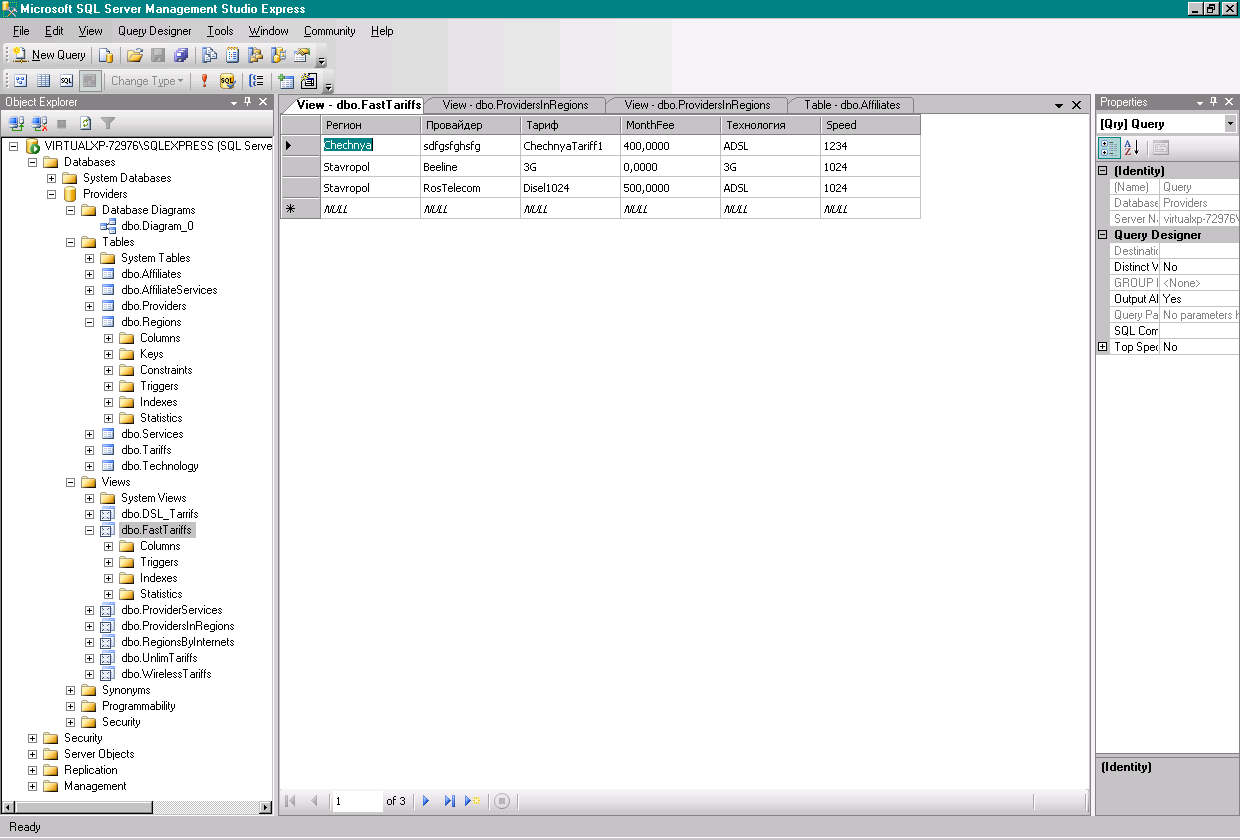 Microsoft SQL Server Management Studio Express
File Edit View Query Designer Tools Window Community Help
New Query
Change Type
Object Explorer
VIRTUALXP-72976\SQLEXPRESS (SQL Serve
Databases
System Databases
Providers
Database Diagrams
dbo.Diagram_0
Tables
System Tables
dbo.Affiliates
dbo.AffiliateServices
dbo.Providers
dbo.Regions
Columns
Keys
Constraints
Triggers
Indexes
Statistics
dbo.Services
dbo.Tariffs
dbo.Technology
Views
System Views
dbo.DSL_Tarrifs
dbo.FastTariffs
Columns
Triggers
Indexes
Statistics
dbo.ProviderServices
dbo.ProvidersInRegions
dbo.RegionsByInternets
dbo.UnlimTariffs
dbo.WirelessTariffs
Synonyms
Programmability
Security
Security
Server Objects
Replication
Management
View - dbo.FastTariffs View - dbo.ProvidersInRegions View - dbo.ProvidersInRegions Table - dbo.Affiliates
Регион Провайдер Тариф MonthFee Технология Speed
Chechnya sdfgsfghsfg ChechnyaTariff1 400,0000 ADSL 1234
Stavropol Beeline 3G 0,0000 3G 1024
Stavropol RosTelecom Disel1024 500,0000 ADSL 1024
NULL NULL NULL NULL NULL NULL
1 of 3
Properties
[Qry] Query
(Identity)
(Name) Query
Database Providers
Server N virtualxp-72976\
Query Designer
Destinatic
Distinct V No
GROUP <None>
Output Al Yes
Query Pa No parameters h
SQL Com
Top Spec No
(Identity)
Ready